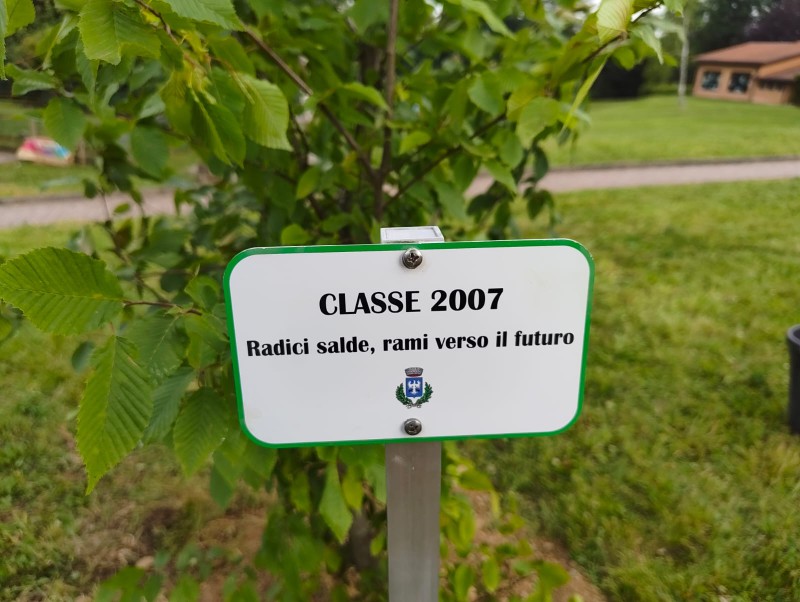 CLASSE 2007
Radici salde, rami verso il futuro